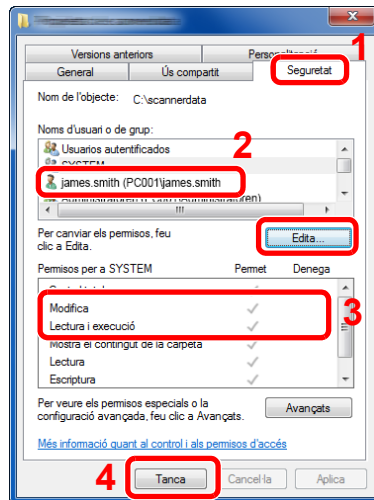 Versions anteriors
General
Ús compartit
Seguretat
1
Nom de l'objecte: C:\scannerdata
Noms d'usuari o de grup:
2
Usuarios autentificados
SYSTEM
james.smith (PC001\james.smith
Per canviar els permisos, feu
clic a Edita.
Edita...
Permisos per a SYSTEM Permet Denega
3
Modifica
Lectura i execució
Mostra el contingut de la carpeta
Lectura
Escriptura
Per veure els permisos especials o la
configuració avançada, feu clic a Avançats.
Avançats
Més informació quant al control i als permisos d'accés
4
Tanca
Cancel·la
Aplica